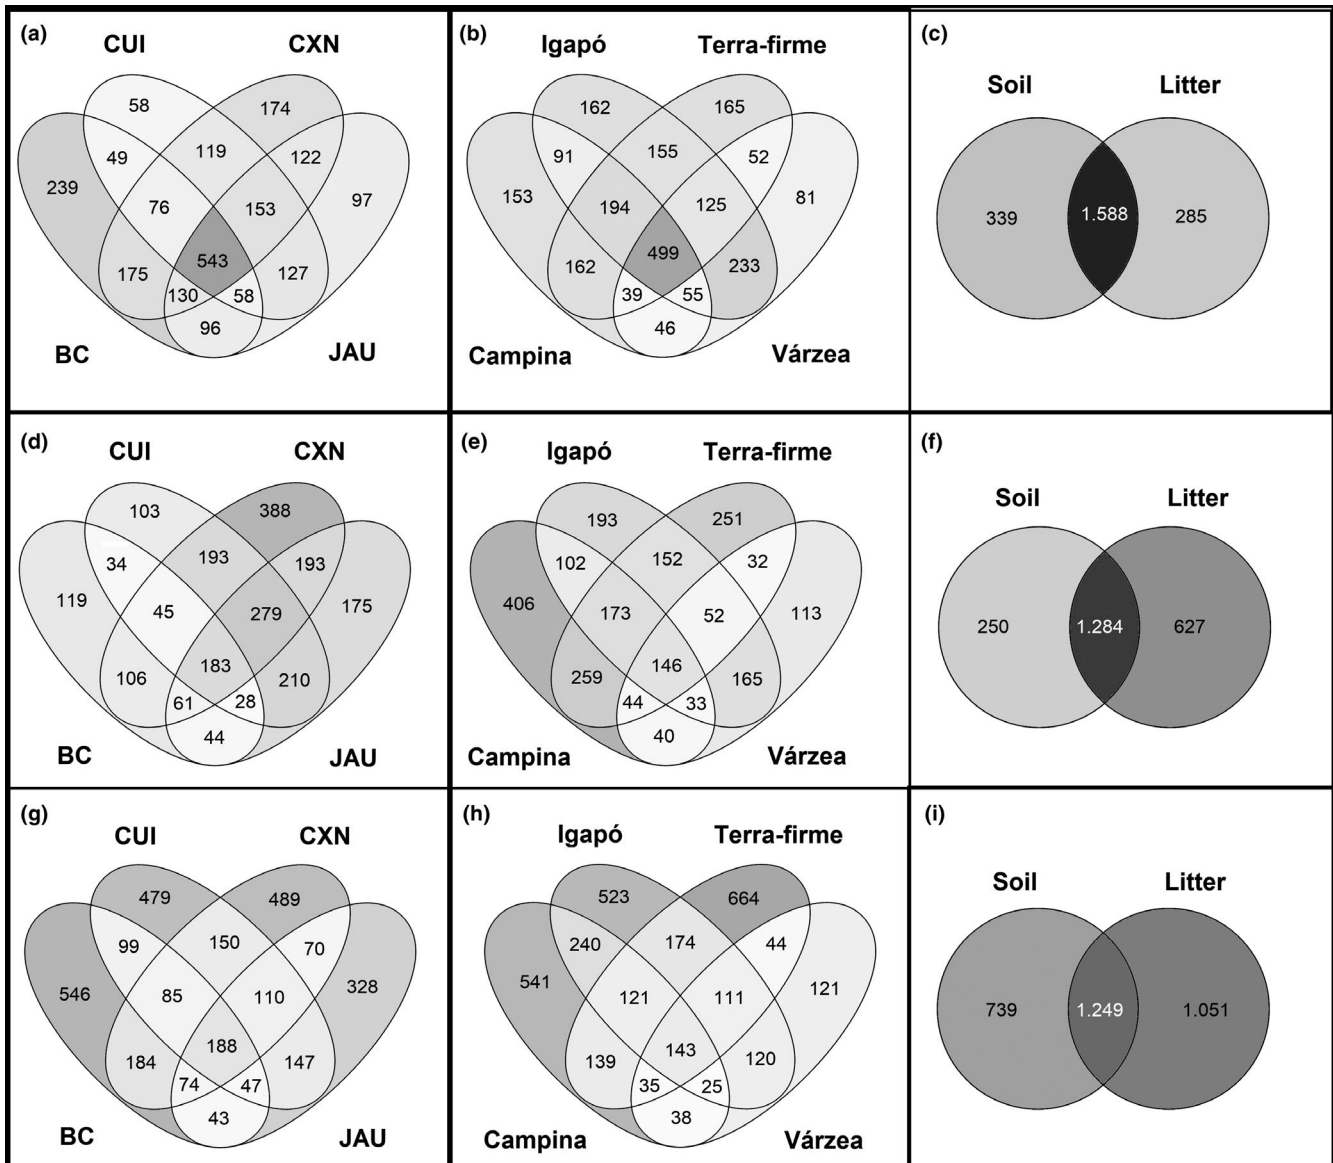 (a)
CUI CXN
58 174
49 119 122
239 76 153 97
543
175 127
130 58
96
BC JAU
(b)
Igapó Terra-firme
162 165
91 155 52
153 194 125 81
499
162 233
39 55
46
Campina Várzea
(c)
Soil Litter
339 1.588 285
(d)
CUI CXN
103 388
34 193 193
119 45 279 175
183
106 210
61 28
44
BC JAU
(e)
Igapó Terra-firme
193 251
102 152 32
406 173 52 113
146
259 165
44 33
40
Campina Várzea
(f)
Soil Litter
250 1.284 627
(g)
CUI CXN
479 489
99 150 70
546 85 110 328
188
184 147
74 47
43
BC JAU
(h)
Igapó Terra-firme
523 664
240 174 44
541 121 111 121
143
139 120
35 25
38
Campina Várzea
(i)
Soil Litter
739 1.249 1.051